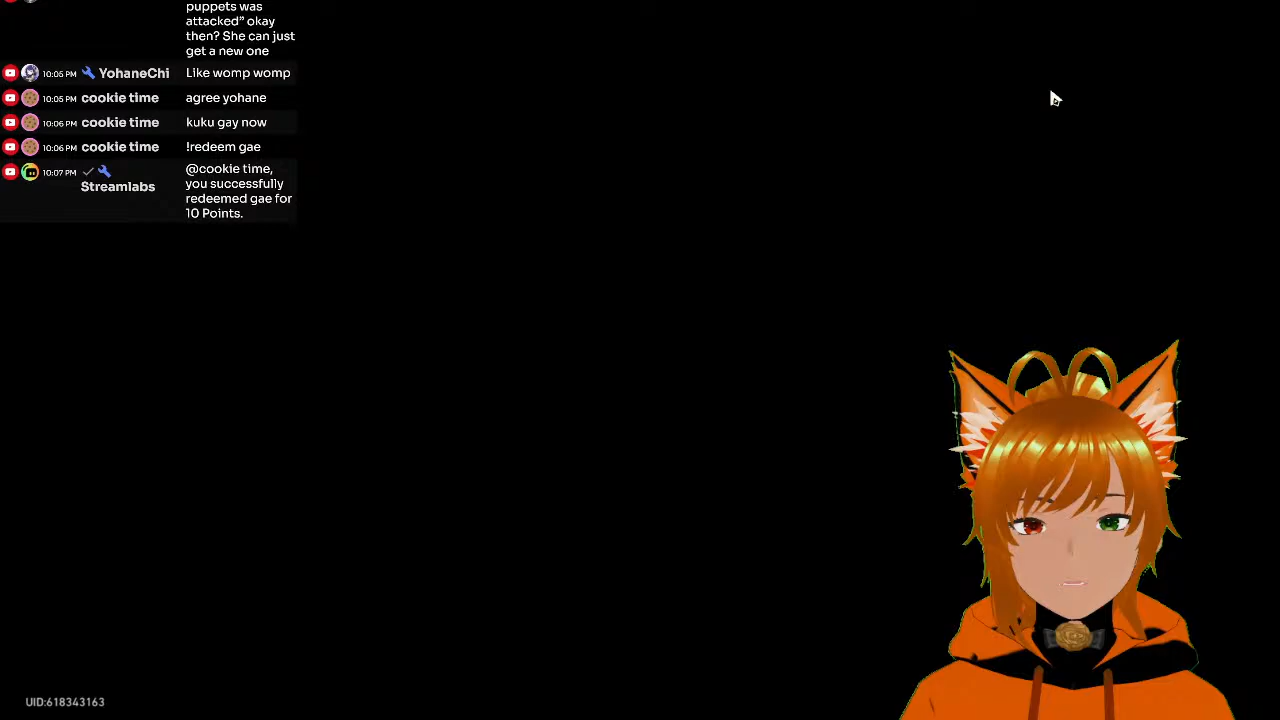 puppets was
attacked” okay
then? She can just
get a new one
10:05 PM YohaneChi Like womp womp
10:05 PM cookie time agree yohane
10:06 PM cookie time kuku gay now
10:06 PM cookie time !redeem gae
10:07 PM Streamlabs @cookie time,
you successfully
redeemed gae for
10 Points.
UID:618343163